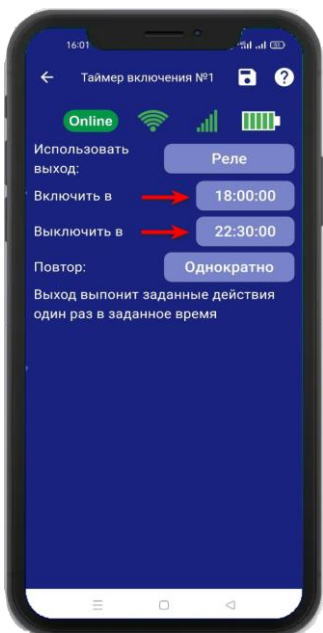 16:01
Таймер включения №1
Online
Использовать
выход:
Реле
Включить в
18:00:00
Выключить в
22:30:00
Повтор:
Однократно
Выход выпонит заданные действия
один раз в заданное время